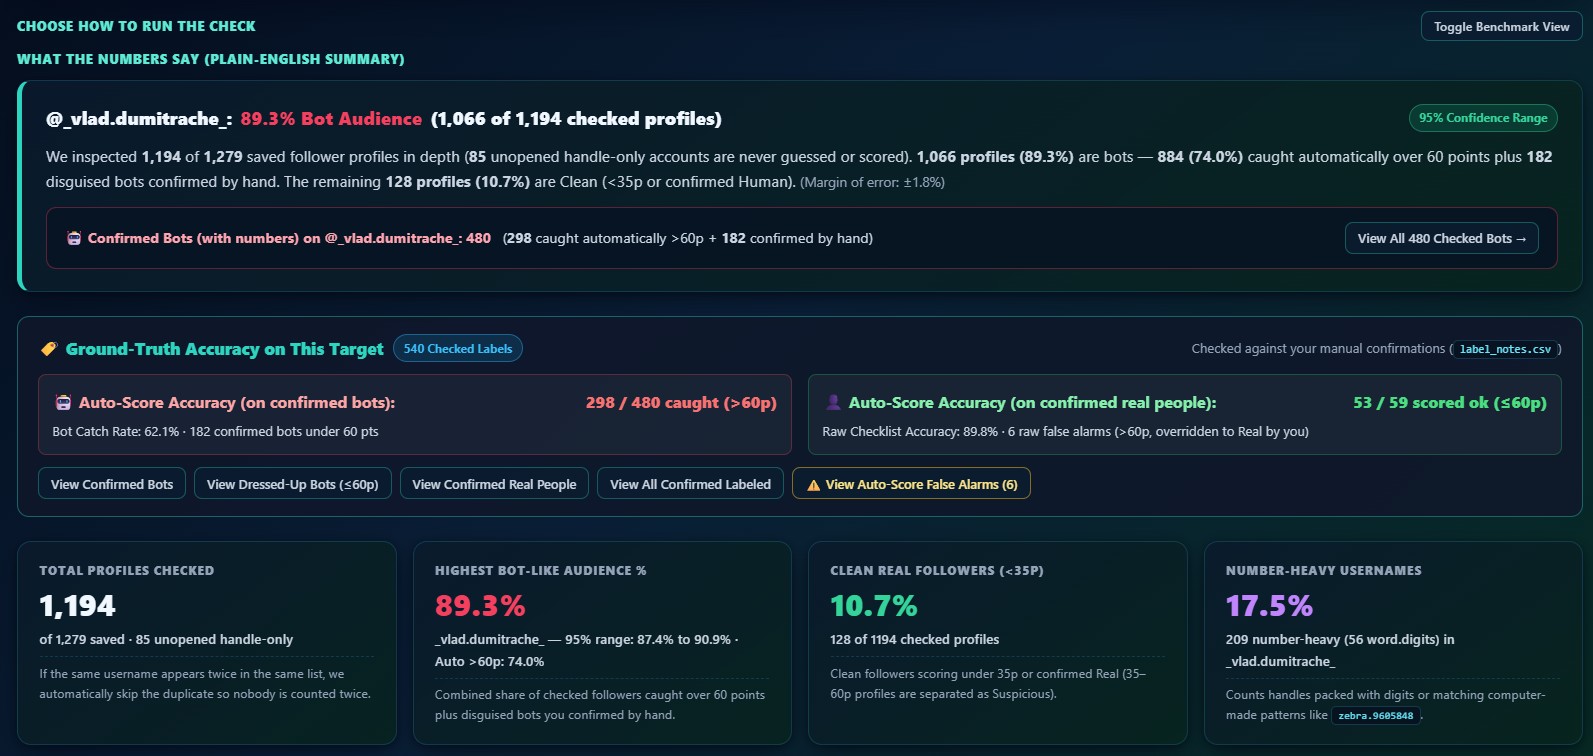 CHOOSE HOW TO RUN THE CHECK
Toggle Benchmark View
WHAT THE NUMBERS SAY (PLAIN-ENGLISH SUMMARY)
@_vlad.dumitrache_: 89.3% Bot Audience (1,066 of 1,194 checked profiles)
95% Confidence Range
We inspected 1,194 of 1,279 saved follower profiles in depth (85 unopened handle-only accounts are never guessed or scored). 1,066 profiles (89.3%) are bots — 884 (74.0%) caught automatically over 60 points plus 182
disguised bots confirmed by hand. The remaining 128 profiles (10.7%) are Clean (<35p or confirmed Human). (Margin of error: ±1.8%)
Confirmed Bots (with numbers) on @_vlad.dumitrache_: 480 (298 caught automatically >60p + 182 confirmed by hand)
View All 480 Checked Bots →
Ground-Truth Accuracy on This Target
540 Checked Labels
Checked against your manual confirmations (label_notes.csv)
Auto-Score Accuracy (on confirmed bots):
298 / 480 caught (>60p)
Bot Catch Rate: 62.1% · 182 confirmed bots under 60 pts
Auto-Score Accuracy (on confirmed real people):
53 / 59 scored ok (≤60p)
Raw Checklist Accuracy: 89.8% · 6 raw false alarms (>60p, overridden to Real by you)
View Confirmed Bots
View Dressed-Up Bots (≤60p)
View Confirmed Real People
View All Confirmed Labeled
View Auto-Score False Alarms (6)
TOTAL PROFILES CHECKED
1,194
of 1,279 saved · 85 unopened handle-only
If the same username appears twice in the same list, we
automatically skip the duplicate so nobody is counted twice.
HIGHEST BOT-LIKE AUDIENCE %
89.3%
_vlad.dumitrache_ — 95% range: 87.4% to 90.9% ·
Auto >60p: 74.0%
Combined share of checked followers caught over 60 points
plus disguised bots you confirmed by hand.
CLEAN REAL FOLLOWERS (<35P)
10.7%
128 of 1194 checked profiles
Clean followers scoring under 35p or confirmed Real (35–
60p profiles are separated as Suspicious).
NUMBER-HEAVY USERNAMES
17.5%
209 number-heavy (56 word.digits) in
_vlad.dumitrache_
Counts handles packed with digits or matching computer-
made patterns like zebra.9605848.